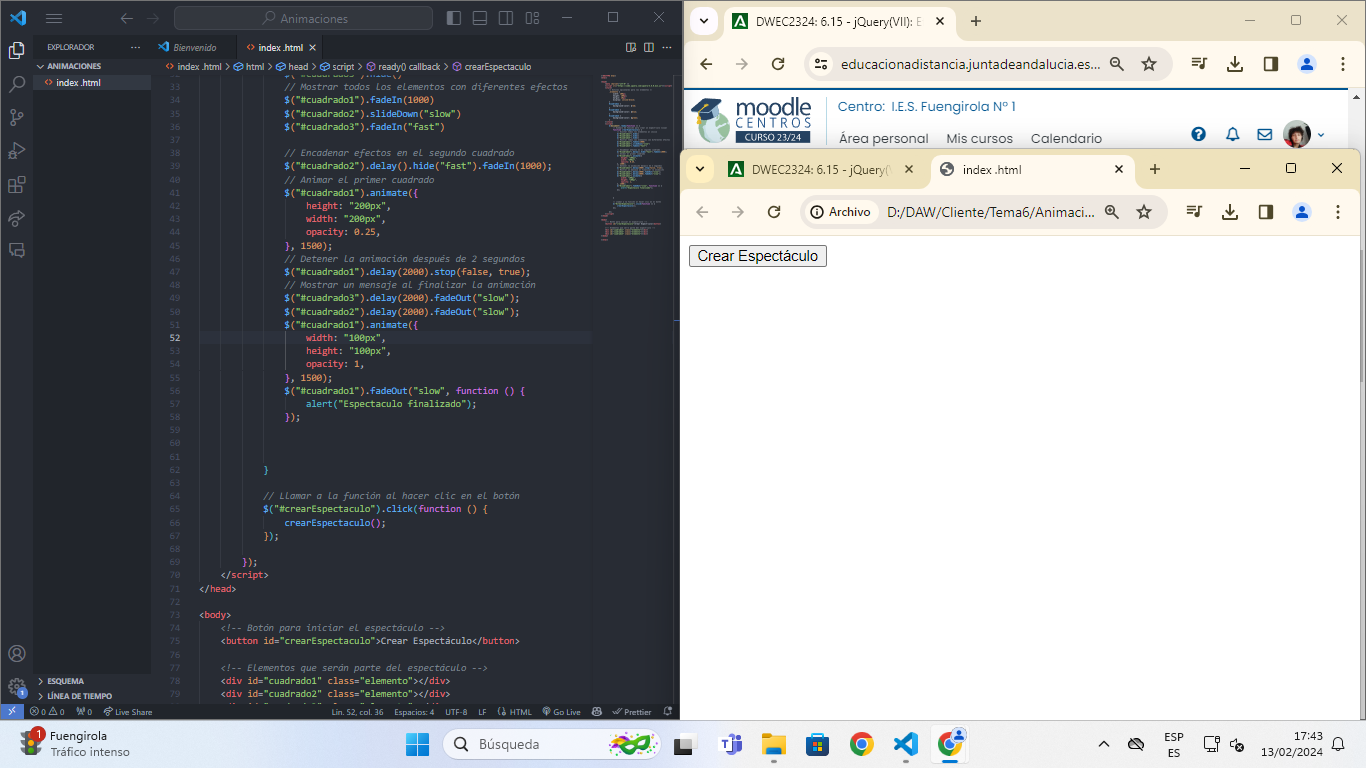 Animaciones
EXPLORADOR
Bienvenido
index .html
ANIMACIONES
index .html
index .html > html > head > script > ready() callback > crearEspectaculo
33 // Mostrar todos los elementos con diferentes efectos
34 $("#cuadrado1").fadeIn(1000)
35 $("#cuadrado2").slideDown("slow")
36 $("#cuadrado3").fadeIn("fast")
37
38 // Encadenar efectos en el segundo cuadrado
39 $("#cuadrado2").delay().hide("fast").fadeIn(1000);
40 // Animar el primer cuadrado
41 $("#cuadrado1").animate({
42 height: "200px",
43 width: "200px",
44 opacity: 0.25,
45 }, 1500);
46 // Detener la animación después de 2 segundos
47 $("#cuadrado1").delay(2000).stop(false, true);
48 // Mostrar un mensaje al finalizar la animación
49 $("#cuadrado3").delay(2000).fadeOut("slow");
50 $("#cuadrado2").delay(2000).fadeOut("slow");
51 $("#cuadrado1").animate({
52 width: "100px",
53 height: "100px",
54 opacity: 1,
55 }, 1500);
56 $("#cuadrado1").fadeOut("slow", function () {
57 alert("Espectaculo finalizado");
58 });
59
60
61
62 }
63
64 // Llamar a la función al hacer clic en el botón
65 $("#crearEspectaculo").click(function () {
66 crearEspectaculo();
67 });
68
69 });
70 </script>
71 </head>
72
73 <body>
74 <!-- Botón para iniciar el espectáculo -->
75 <button id="crearEspectaculo">Crear Espectáculo</button>
76
77 <!-- Elementos que serán parte del espectáculo -->
78 <div id="cuadrado1" class="elemento"></div>
79 <div id="cuadrado2" class="elemento"></div>
ESQUEMA
LÍNEA DE TIEMPO
1
0 0 0 Live Share
Lín. 52, col. 36 Espacios: 4 UTF-8 LF HTML Go Live Prettier
DWEC2324: 6.15 - jQuery(VII): E
educacionadistancia.juntadeandalucia.es...
moodle
CENTROS
CURSO 23/24
Centro: I.E.S. Fuengirola Nº 1
Área personal Mis cursos Calendario
DWEC2324: 6.15 - jQuery(V
index .html
Archivo D:/DAW/Cliente/Tema6/Animaci...
Crear Espectáculo
1
Fuengirola
Tráfico intenso
Búsqueda
ESP
ES
17:43
13/02/2024